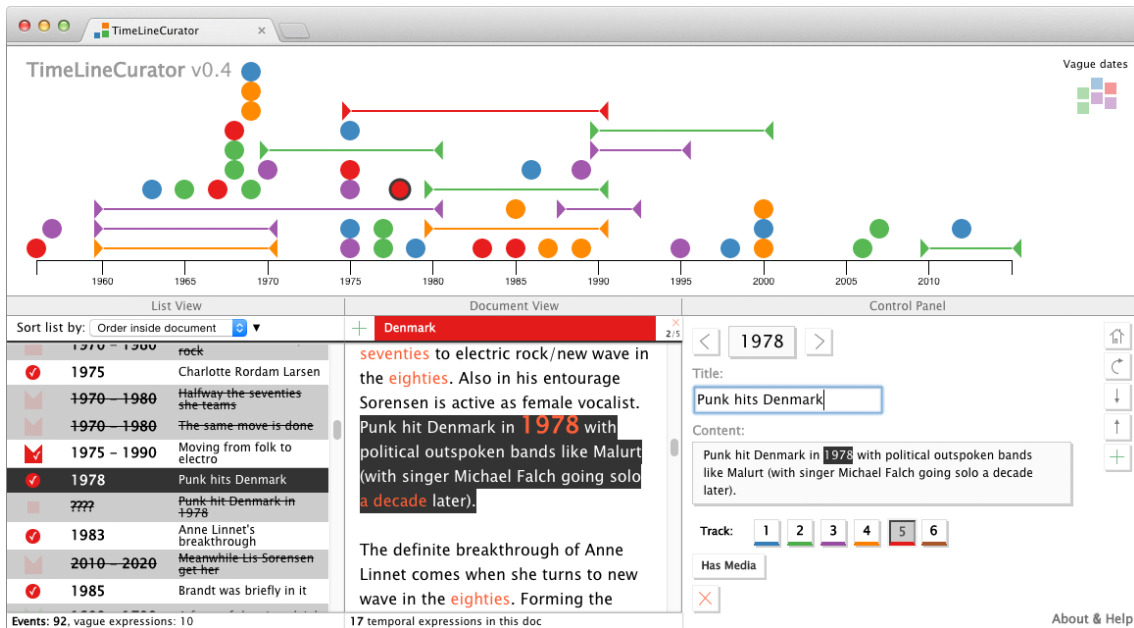 TimeLineCurator
TimeLineCurator v0.4
Vague dates
1960 1965 1970 1975 1980 1985 1990 1995 2000 2005 2010
List View
Document View
Control Panel
Sort list by: Order inside document ▼
1970 – 1980 rock
1975 Charlotte Rordam Larsen
1970 – 1980 Halfway the seventies
she teams
1970 – 1980 The same move is done
1975 – 1990 Moving from folk to
electro
1978 Punk hits Denmark
???? Punk hit Denmark in
1978
1983 Anne Linnet's
breakthrough
2010 – 2020 Meanwhile Lis Sorensen
get her
1985 Brandt was briefly in it
Events: 92, vague expressions: 10
+ Denmark × 2/5
seventies to electric rock/new wave in
the eighties. Also in his entourage
Sorensen is active as female vocalist.
Punk hit Denmark in 1978 with
political outspoken bands like Malurt
(with singer Michael Falch going solo
a decade later).
The definite breakthrough of Anne
Linnet comes when she turns to new
wave in the eighties. Forming the
17 temporal expressions in this doc
< 1978 >
Title:
Punk hits Denmark
Content:
Punk hit Denmark in 1978 with political outspoken bands
like Malurt (with singer Michael Falch going solo a decade
later).
Track: 1 2 3 4 5 6
Has Media
About & Help